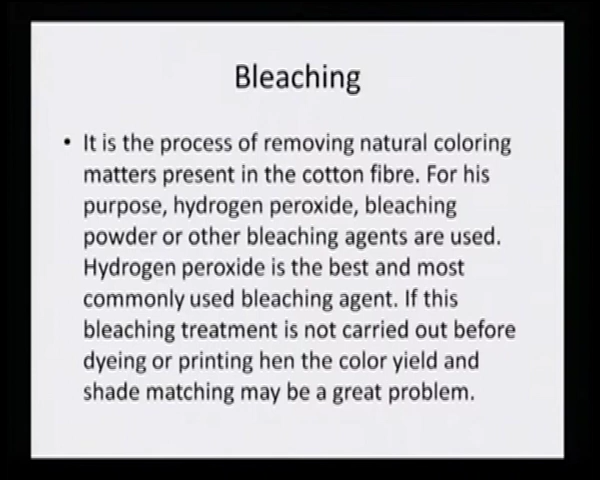 Bleaching
• It is the process of removing natural coloring
matters present in the cotton fibre. For his
purpose, hydrogen peroxide, bleaching
powder or other bleaching agents are used.
Hydrogen peroxide is the best and most
commonly used bleaching agent. If this
bleaching treatment is not carried out before
dyeing or printing hen the color yield and
shade matching may be a great problem.